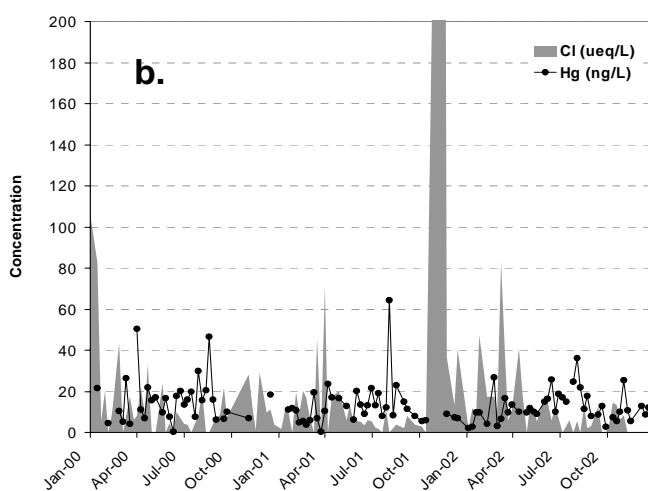 200
180
160
140
120
100
80
60
40
20
0
Concentration
b.
Cl (ueq/L)
Hg (ng/L)
Jan-00
Apr-00
Jul-00
Oct-00
Jan-01
Apr-01
Jul-01
Oct-01
Jan-02
Apr-02
Jul-02
Oct-02